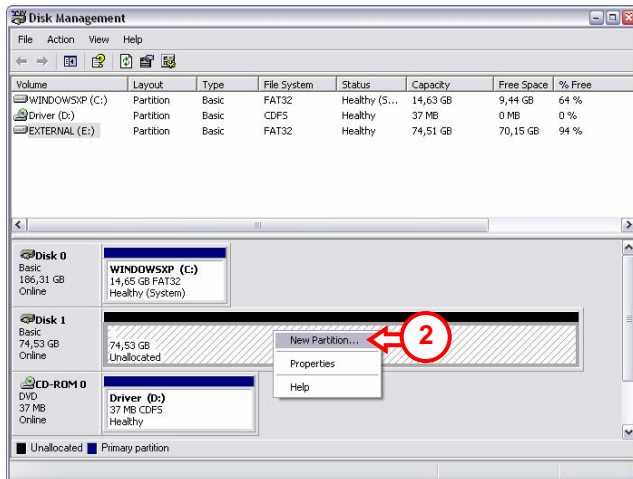 Disk Management
File Action View Help
Volume Layout Type File System Status Capacity Free Space % Free
WINDOWSXP (C:) Partition Basic FAT32 Healthy (S... 14,63 GB 9,44 GB 64 %
Driver (D:) Partition Basic CDFS Healthy 37 MB 0 MB 0 %
EXTERNAL (E:) Partition Basic FAT32 Healthy 74,51 GB 70,15 GB 94 %
Disk 0
Basic
186,31 GB
Online
WINDOWSXP (C:)
14,65 GB FAT32
Healthy (System)
Disk 1
Basic
74,53 GB
Online
74,53 GB
Unallocated
New Partition...
Properties
Help
2
CD-ROM 0
DVD
37 MB
Online
Driver (D:)
37 MB CDFS
Healthy
Unallocated Primary partition